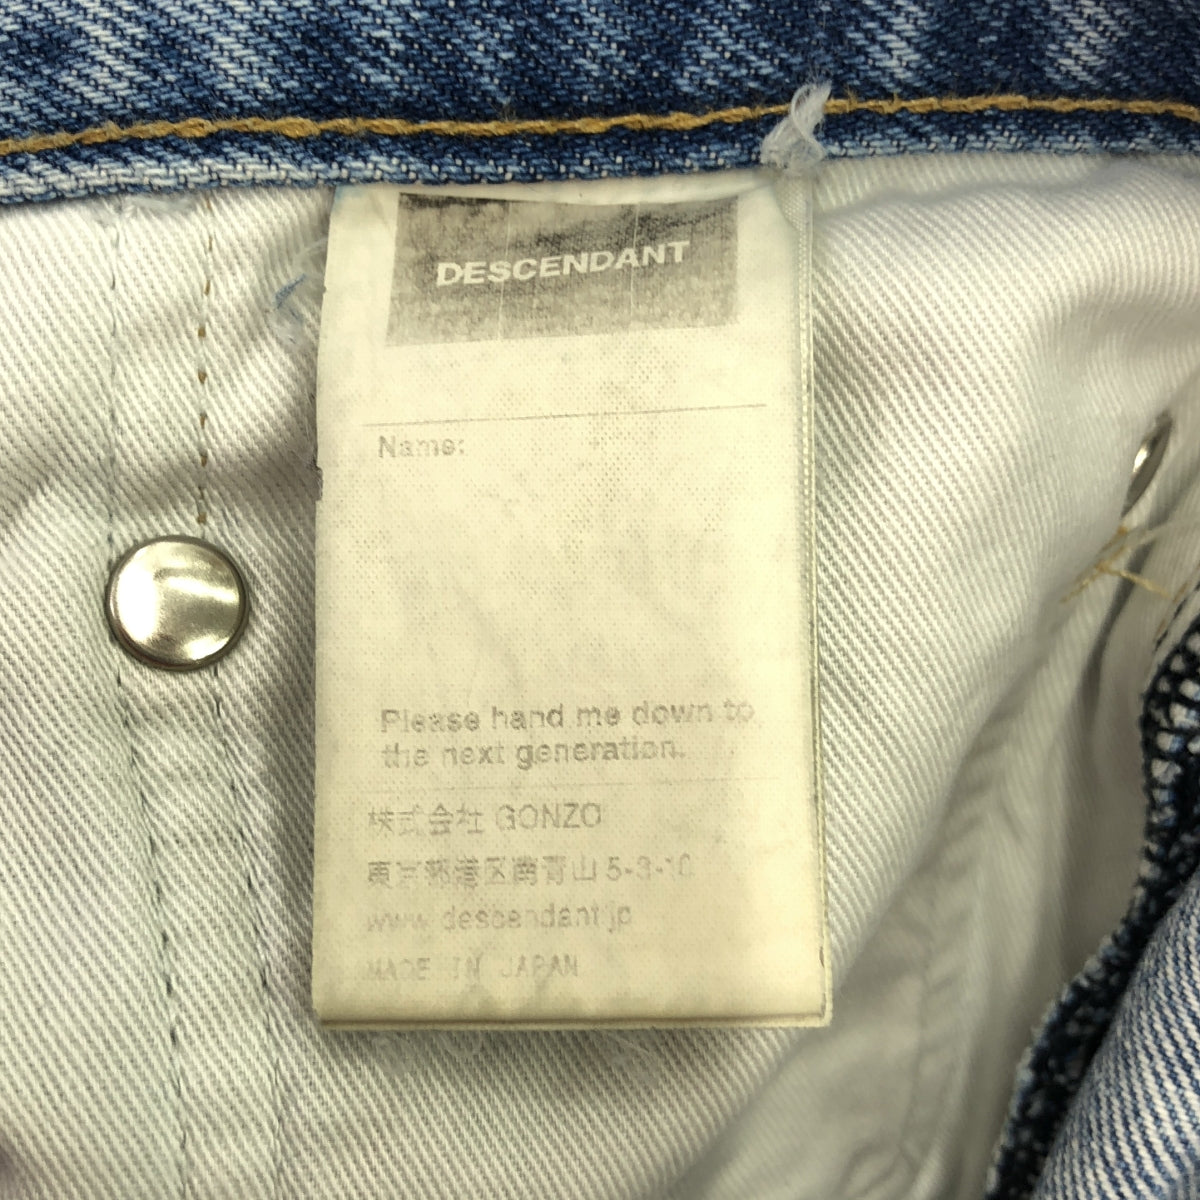 DESCENDANT
Name:
Please hand me down to
the next generation.
株式会社 GONZO
東京都港区南青山 5-3-10
www.descendant.jp
MADE IN JAPAN